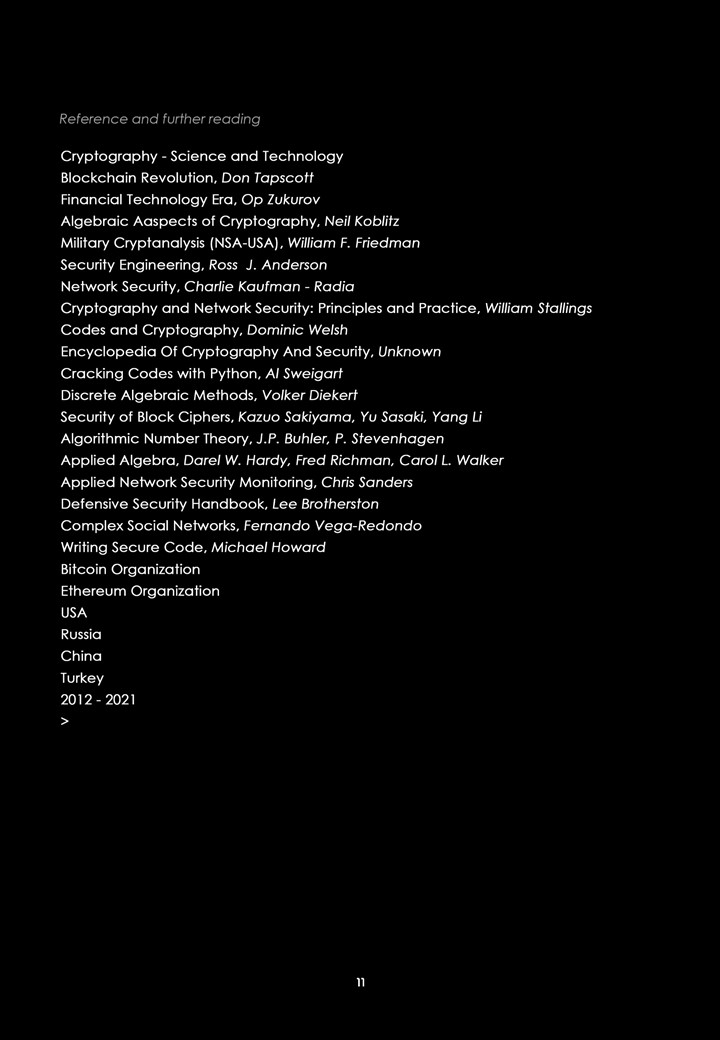 Reference and further reading
Cryptography - Science and Technology
Blockchain Revolution, Don Tapscott
Financial Technology Era, Op Zukurov
Algebraic Aaspects of Cryptography, Neil Koblitz
Military Cryptanalysis (NSA-USA), William F. Friedman
Security Engineering, Ross J. Anderson
Network Security, Charlie Kaufman - Radia
Cryptography and Network Security: Principles and Practice, William Stallings
Codes and Cryptography, Dominic Welsh
Encyclopedia Of Cryptography And Security, Unknown
Cracking Codes with Python, Al Sweigart
Discrete Algebraic Methods, Volker Diekert
Security of Block Ciphers, Kazuo Sakiyama, Yu Sasaki, Yang Li
Algorithmic Number Theory, J.P. Buhler, P. Stevenhagen
Applied Algebra, Darel W. Hardy, Fred Richman, Carol L. Walker
Applied Network Security Monitoring, Chris Sanders
Defensive Security Handbook, Lee Brotherston
Complex Social Networks, Fernando Vega-Redondo
Writing Secure Code, Michael Howard
Bitcoin Organization
Ethereum Organization
USA
Russia
China
Turkey
2012 - 2021
>
11